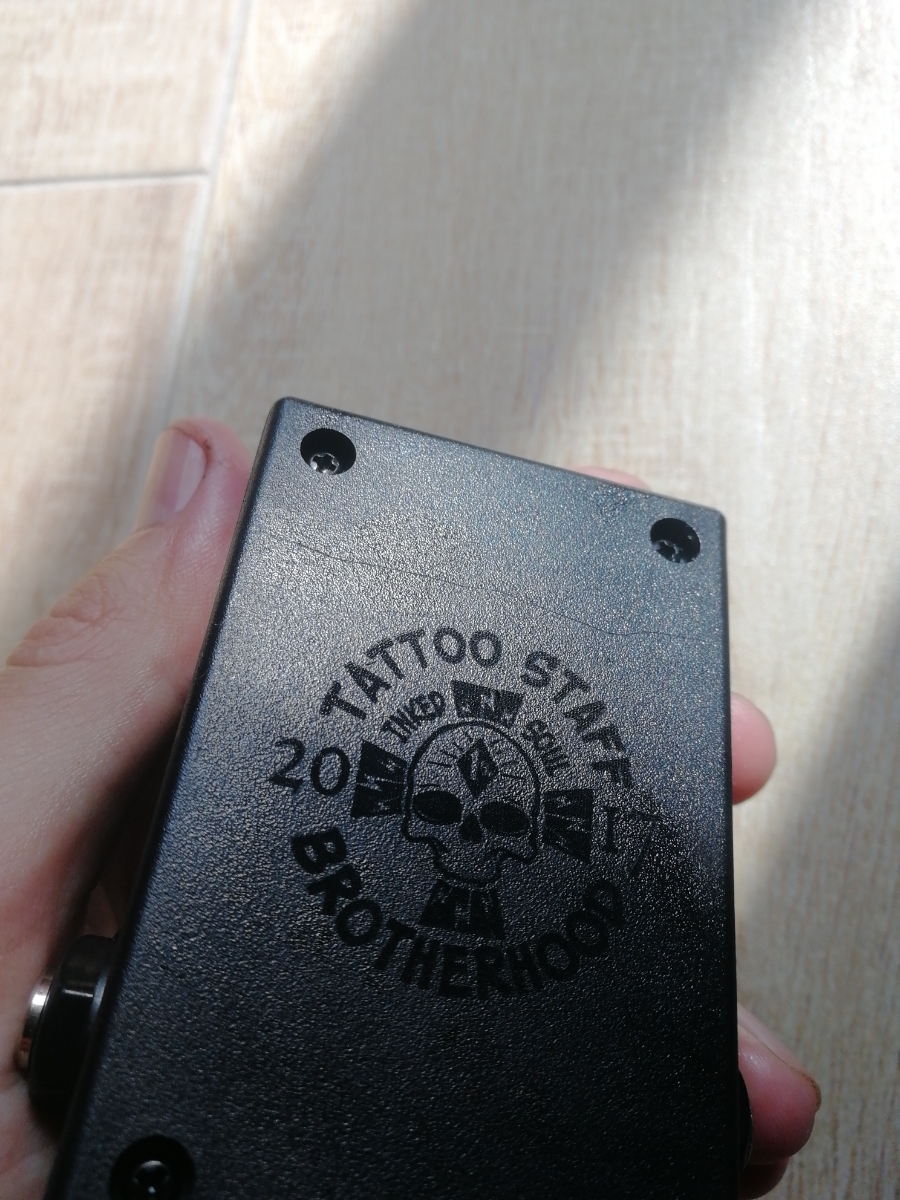 TATTOO STAFF
INKED SOUL
20 17
BROTHERHOOD